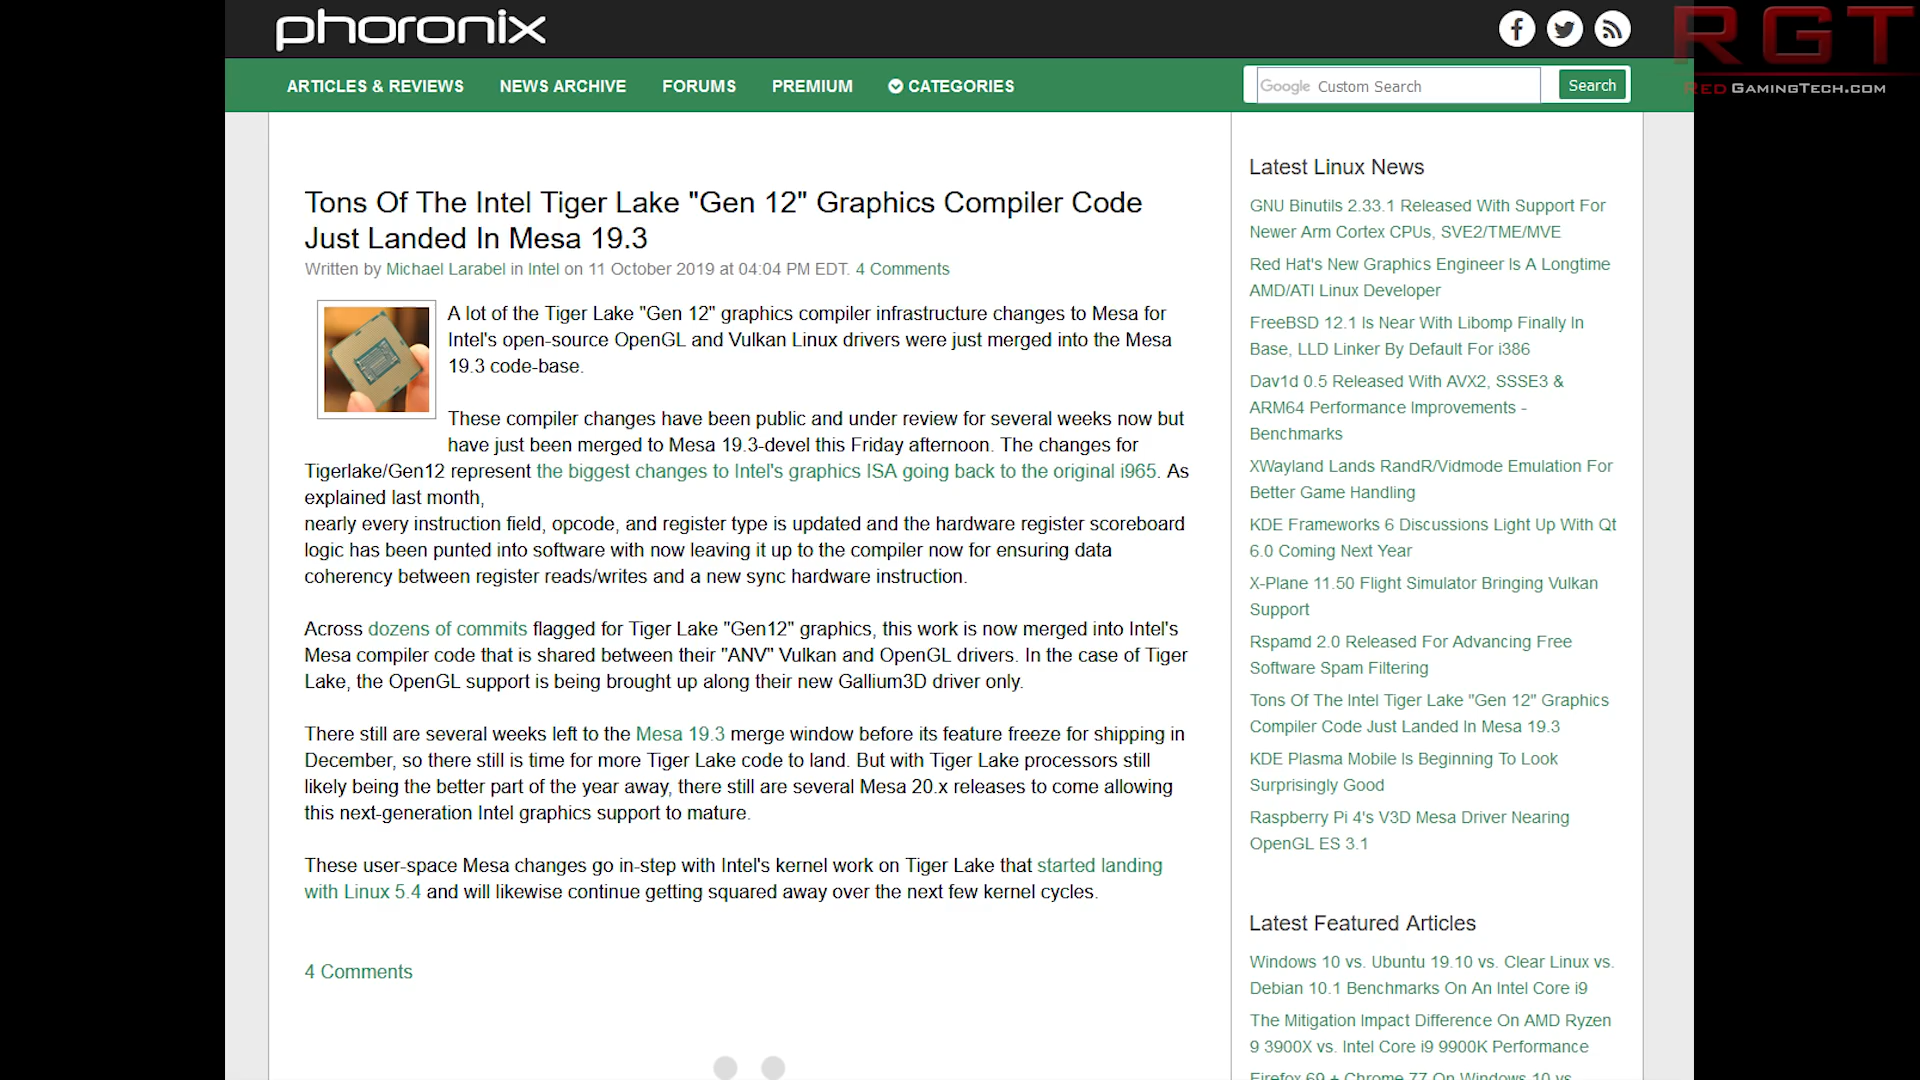 phoronix
RGT
RED GAMINGTECH.COM
ARTICLES & REVIEWS NEWS ARCHIVE FORUMS PREMIUM CATEGORIES
Google Custom Search Search
Tons Of The Intel Tiger Lake "Gen 12" Graphics Compiler Code
Just Landed In Mesa 19.3
Written by Michael Larabel in Intel on 11 October 2019 at 04:04 PM EDT. 4 Comments
A lot of the Tiger Lake "Gen 12" graphics compiler infrastructure changes to Mesa for
Intel's open-source OpenGL and Vulkan Linux drivers were just merged into the Mesa
19.3 code-base.
These compiler changes have been public and under review for several weeks now but
have just been merged to Mesa 19.3-devel this Friday afternoon. The changes for
Tigerlake/Gen12 represent the biggest changes to Intel's graphics ISA going back to the original i965. As
explained last month,
nearly every instruction field, opcode, and register type is updated and the hardware register scoreboard
logic has been punted into software with now leaving it up to the compiler now for ensuring data
coherency between register reads/writes and a new sync hardware instruction.
Across dozens of commits flagged for Tiger Lake "Gen12" graphics, this work is now merged into Intel's
Mesa compiler code that is shared between their "ANV" Vulkan and OpenGL drivers. In the case of Tiger
Lake, the OpenGL support is being brought up along their new Gallium3D driver only.
There still are several weeks left to the Mesa 19.3 merge window before its feature freeze for shipping in
December, so there still is time for more Tiger Lake code to land. But with Tiger Lake processors still
likely being the better part of the year away, there still are several Mesa 20.x releases to come allowing
this next-generation Intel graphics support to mature.
These user-space Mesa changes go in-step with Intel's kernel work on Tiger Lake that started landing
with Linux 5.4 and will likewise continue getting squared away over the next few kernel cycles.
4 Comments
Latest Linux News
GNU Binutils 2.33.1 Released With Support For
Newer Arm Cortex CPUs, SVE2/TME/MVE
Red Hat's New Graphics Engineer Is A Longtime
AMD/ATI Linux Developer
FreeBSD 12.1 Is Near With Libomp Finally In
Base, LLD Linker By Default For i386
Dav1d 0.5 Released With AVX2, SSSE3 &
ARM64 Performance Improvements -
Benchmarks
XWayland Lands RandR/Vidmode Emulation For
Better Game Handling
KDE Frameworks 6 Discussions Light Up With Qt
6.0 Coming Next Year
X-Plane 11.50 Flight Simulator Bringing Vulkan
Support
Rspamd 2.0 Released For Advancing Free
Software Spam Filtering
Tons Of The Intel Tiger Lake "Gen 12" Graphics
Compiler Code Just Landed In Mesa 19.3
KDE Plasma Mobile Is Beginning To Look
Surprisingly Good
Raspberry Pi 4's V3D Mesa Driver Nearing
OpenGL ES 3.1
Latest Featured Articles
Windows 10 vs. Ubuntu 19.10 vs. Clear Linux vs.
Debian 10.1 Benchmarks On An Intel Core i9
The Mitigation Impact Difference On AMD Ryzen
9 3900X vs. Intel Core i9 9900K Performance
Firefox 69 + Chrome 77 On Windows 10 vs.